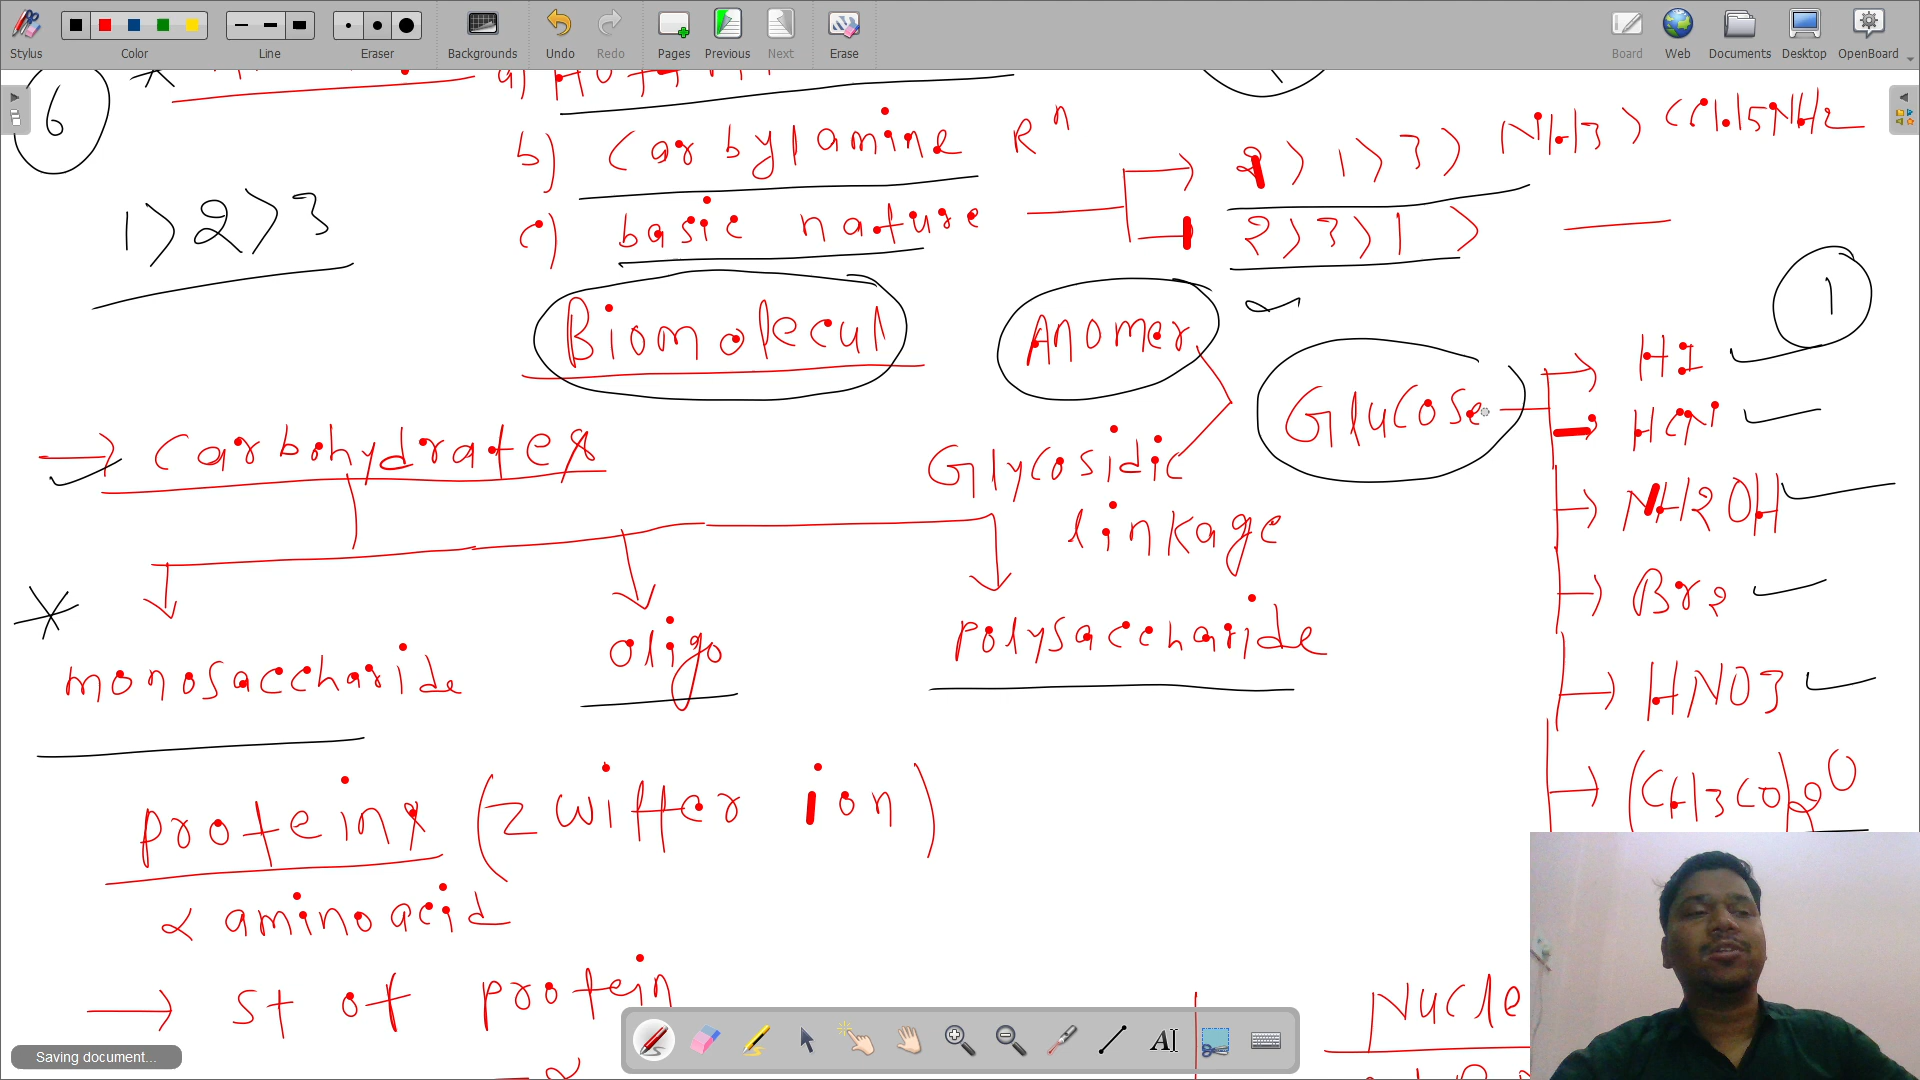 Stylus Color Line Eraser Backgrounds Undo Redo Pages Previous Next Erase Board Web Documents Desktop OpenBoard
6
b) Carbylamine Rn
2 > 1 > 3 > NH3 > C6H5NH2
1 > 2 > 3
c) basic nature
2 > 3 > 1 >
1
Biomolecul
Anomer
Glucose
HI
HCN
NH2OH
Br2
HNO3
(CH3CO)2O
→ Carbohydrates
Glycosidic
linkage
monosaccharide
oligo
polysaccharide
proteins (zwitter ion)
α amino acid
→ St of protein
Nucle
Saving document...